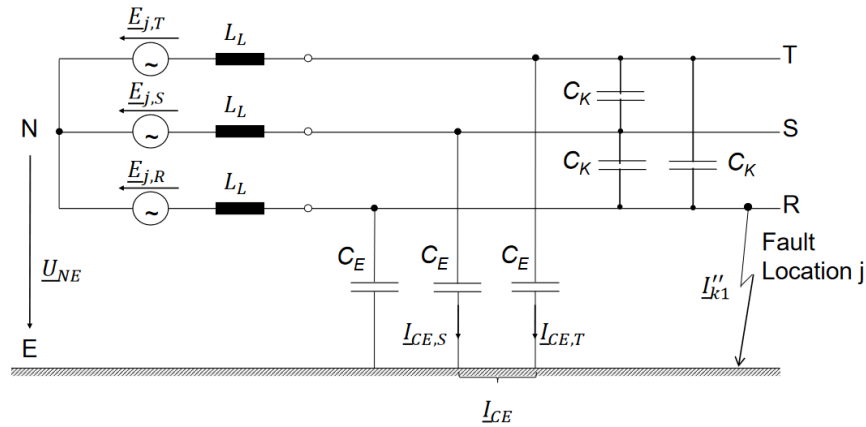 E_j,T
L_L
T
C_K
E_j,S
L_L
N
S
C_K
C_K
E_j,R
L_L
R
C_E
C_E
C_E
Fault
Location j
U_NE
I''_k1
I_CE,S
I_CE,T
E
I_CE